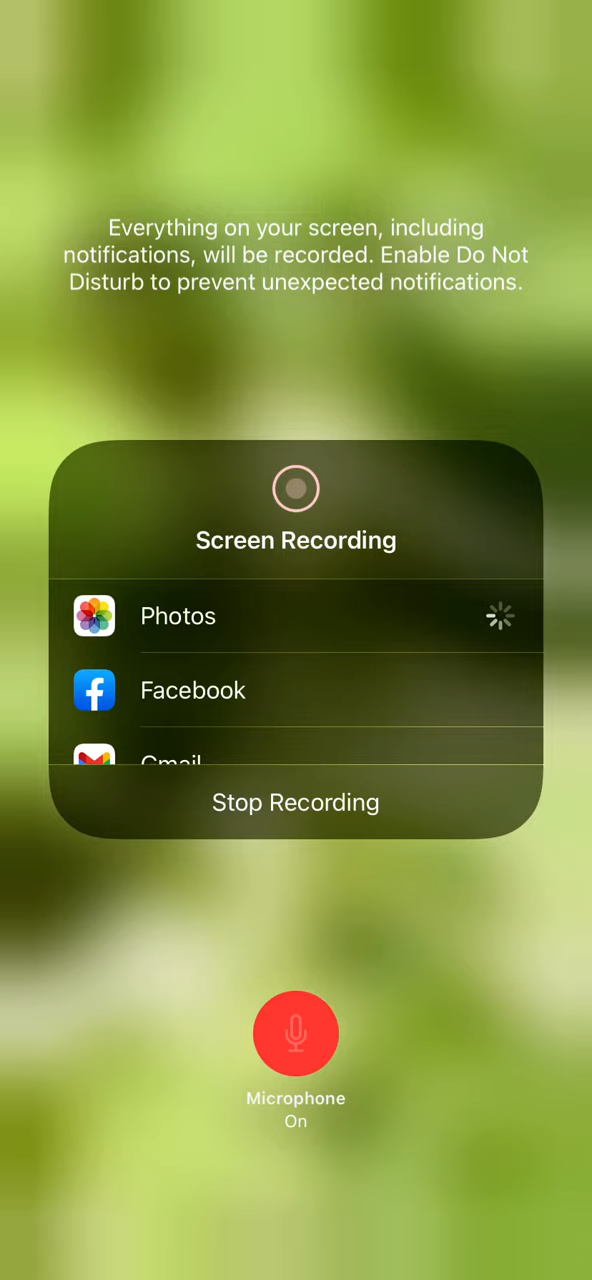 Everything on your screen, including
notifications, will be recorded. Enable Do Not
Disturb to prevent unexpected notifications.
Screen Recording
Photos
Facebook
Gmail
Stop Recording
Microphone
On